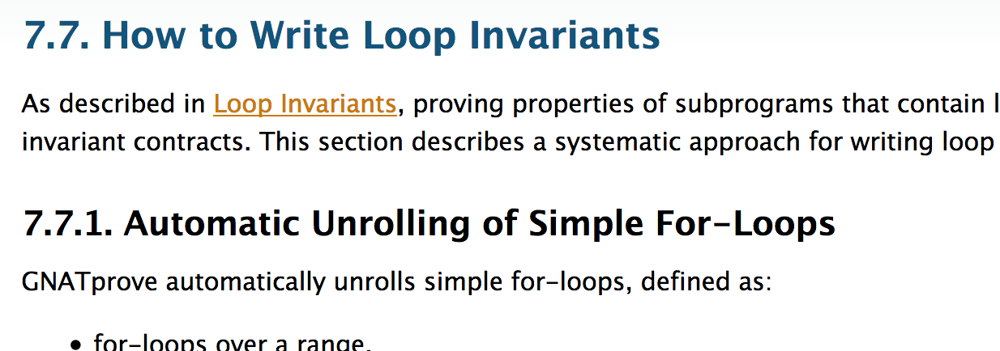 7.7. How to Write Loop Invariants
As described in Loop Invariants, proving properties of subprograms that contain
invariant contracts. This section describes a systematic approach for writing loop
7.7.1. Automatic Unrolling of Simple For-Loops
GNATprove automatically unrolls simple for-loops, defined as:
• for-loops over a range,